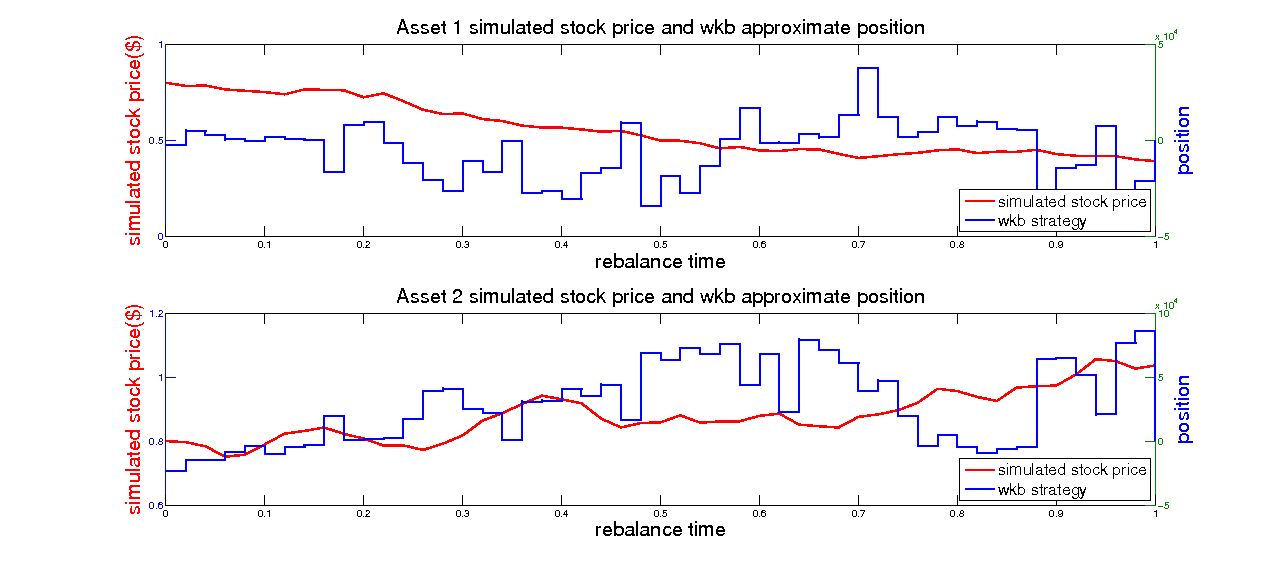 Asset 1 simulated stock price and wkb approximate position
x 10^4
simulated stock price($)
1
0.5
0
5
0
-5
position
simulated stock price
wkb strategy
0 0.1 0.2 0.3 0.4 0.5 0.6 0.7 0.8 0.9 1
rebalance time
Asset 2 simulated stock price and wkb approximate position
x 10^4
simulated stock price($)
1.2
1
0.8
0.6
10
5
0
-5
position
simulated stock price
wkb strategy
0 0.1 0.2 0.3 0.4 0.5 0.6 0.7 0.8 0.9 1
rebalance time